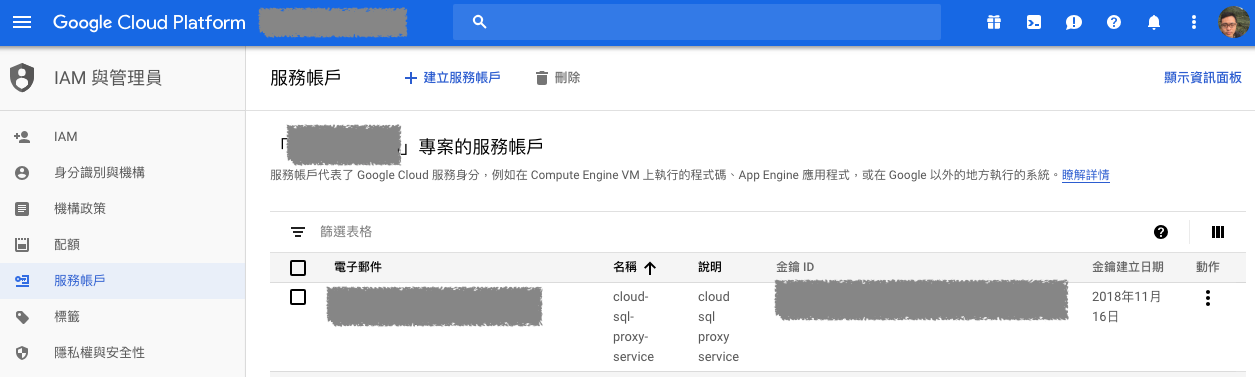 Google Cloud Platform
IAM 與管理員
服務帳戶
建立服務帳戶
刪除
顯示資訊面板
IAM
身分識別與機構
機構政策
配額
服務帳戶
標籤
隱私權與安全性
「 」專案的服務帳戶
服務帳戶代表了 Google Cloud 服務身分，例如在 Compute Engine VM 上執行的程式碼、App Engine 應用程式，或在 Google 以外的地方執行的系統。瞭解詳情
篩選表格
電子郵件 名稱 說明 金鑰 ID 金鑰建立日期 動作
cloud-
sql-
proxy-
service
cloud
sql
proxy
service
2018年11月
16日